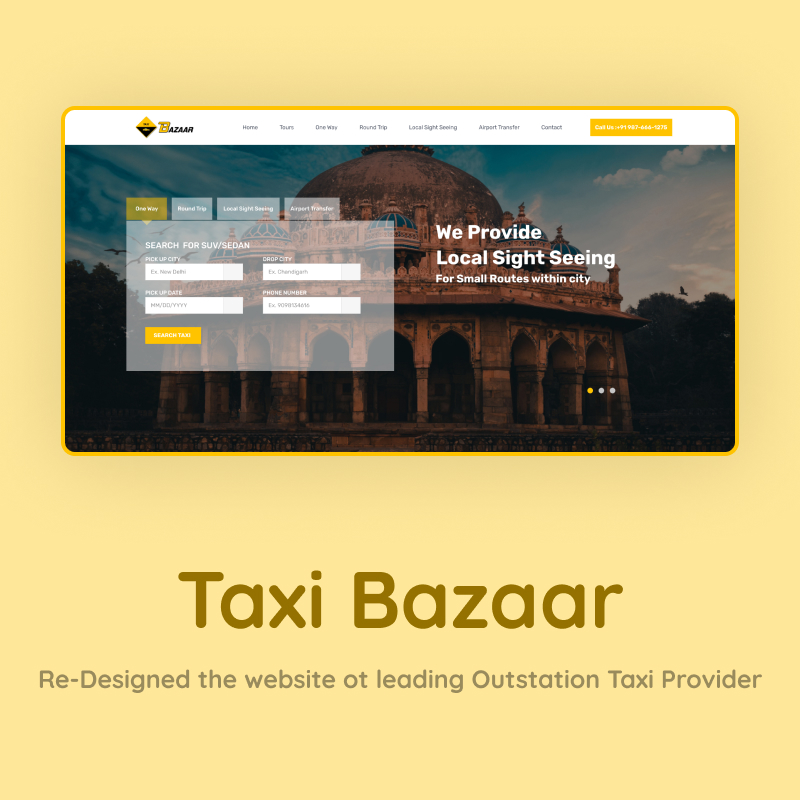 BAZAAR
Home Tours One Way Round Trip Local Sight Seeing Airport Transfer Contact Call Us :+91 987-666-1275
One Way Round Trip Local Sight Seeing Airport Transfer
SEARCH FOR SUV/SEDAN
PICK UP CITY DROP CITY
Ex. New Delhi Ex. Chandigarh
PICK UP DATE PHONE NUMBER
MM/DD/YYYY Ex. 9090134616
SEARCH TAXI
We Provide
Local Sight Seeing
For Small Routes within city
Taxi Bazaar
Re-Designed the website ot leading Outstation Taxi Provider